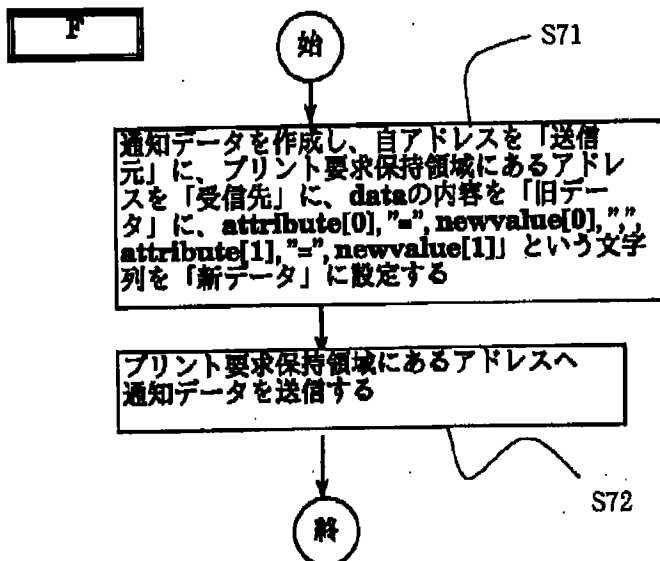 F
始
S71
通知データを作成し、自アドレスを「送信
元」に、プリント要求保持領域にあるアドレ
スを「受信先」に、dataの内容を「旧デー
タ」に、attribute[0],"=",newvalue[0],",",
attribute[1],"=",newvalue[1]」という文字
列を「新データ」に設定する
プリント要求保持領域にあるアドレスへ
通知データを送信する
S72
終